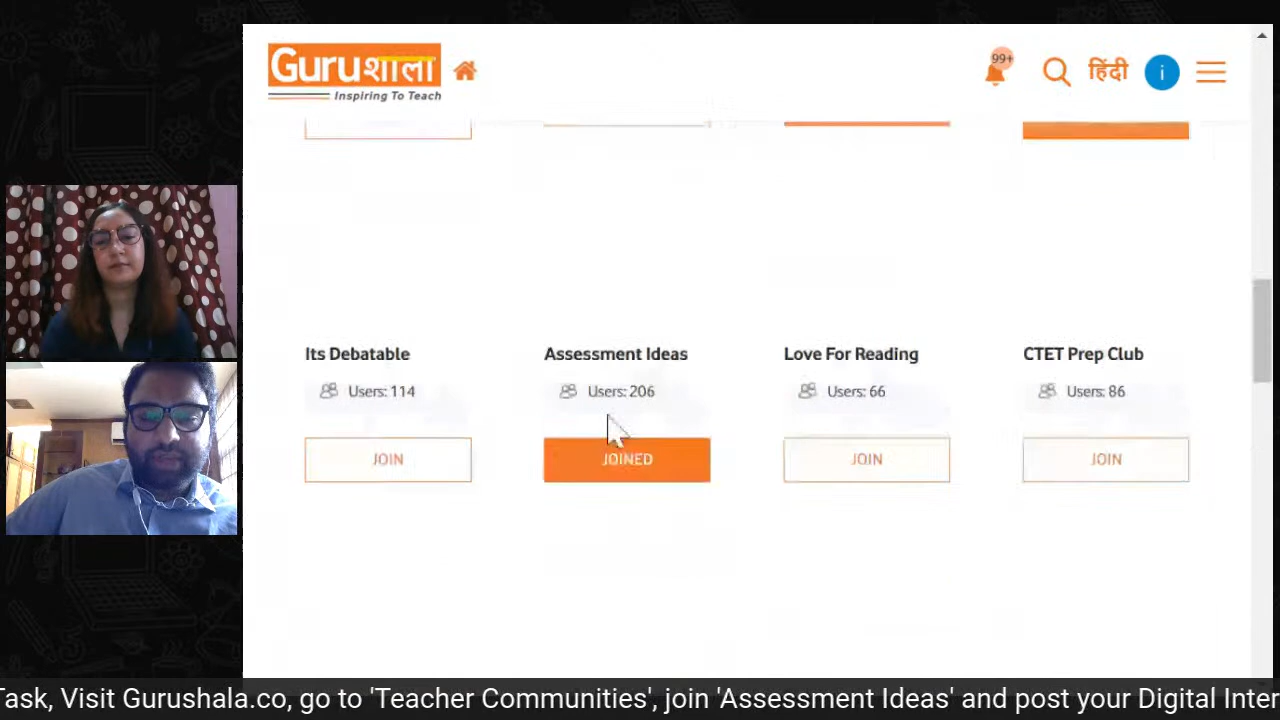 Guruशाला
Inspiring To Teach
99+
हिंदी
i
Its Debatable
Assessment Ideas
Love For Reading
CTET Prep Club
Users: 114
Users: 206
Users: 66
Users: 86
JOIN
JOINED
JOIN
JOIN
Task, Visit Gurushala.co, go to 'Teacher Communities', join 'Assessment Ideas' and post your Digital Inter